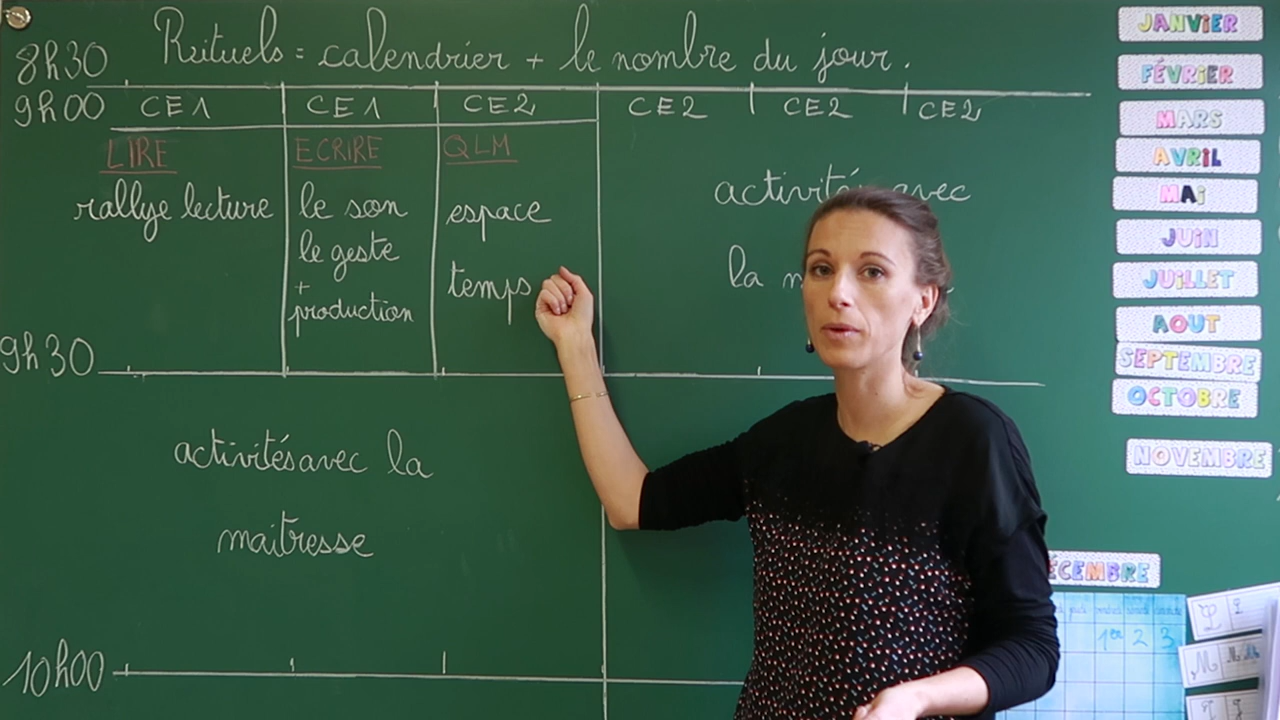 8h30 Rituels = calendrier + le nombre du jour.
9h00 CE1 CE1 CE2 CE2 CE2 CE2
LIRE ECRIRE QLM
rallye lecture
le son
le geste
+
production
espace
temps
activités avec
la
9h30
activités avec la
maitresse
10h00
JANVIER
FÉVRIER
MARS
AVRIL
MAI
JUIN
JUILLET
AOUT
SEPTEMBRE
OCTOBRE
NOVEMBRE
ECEMBRE
1er 2 3